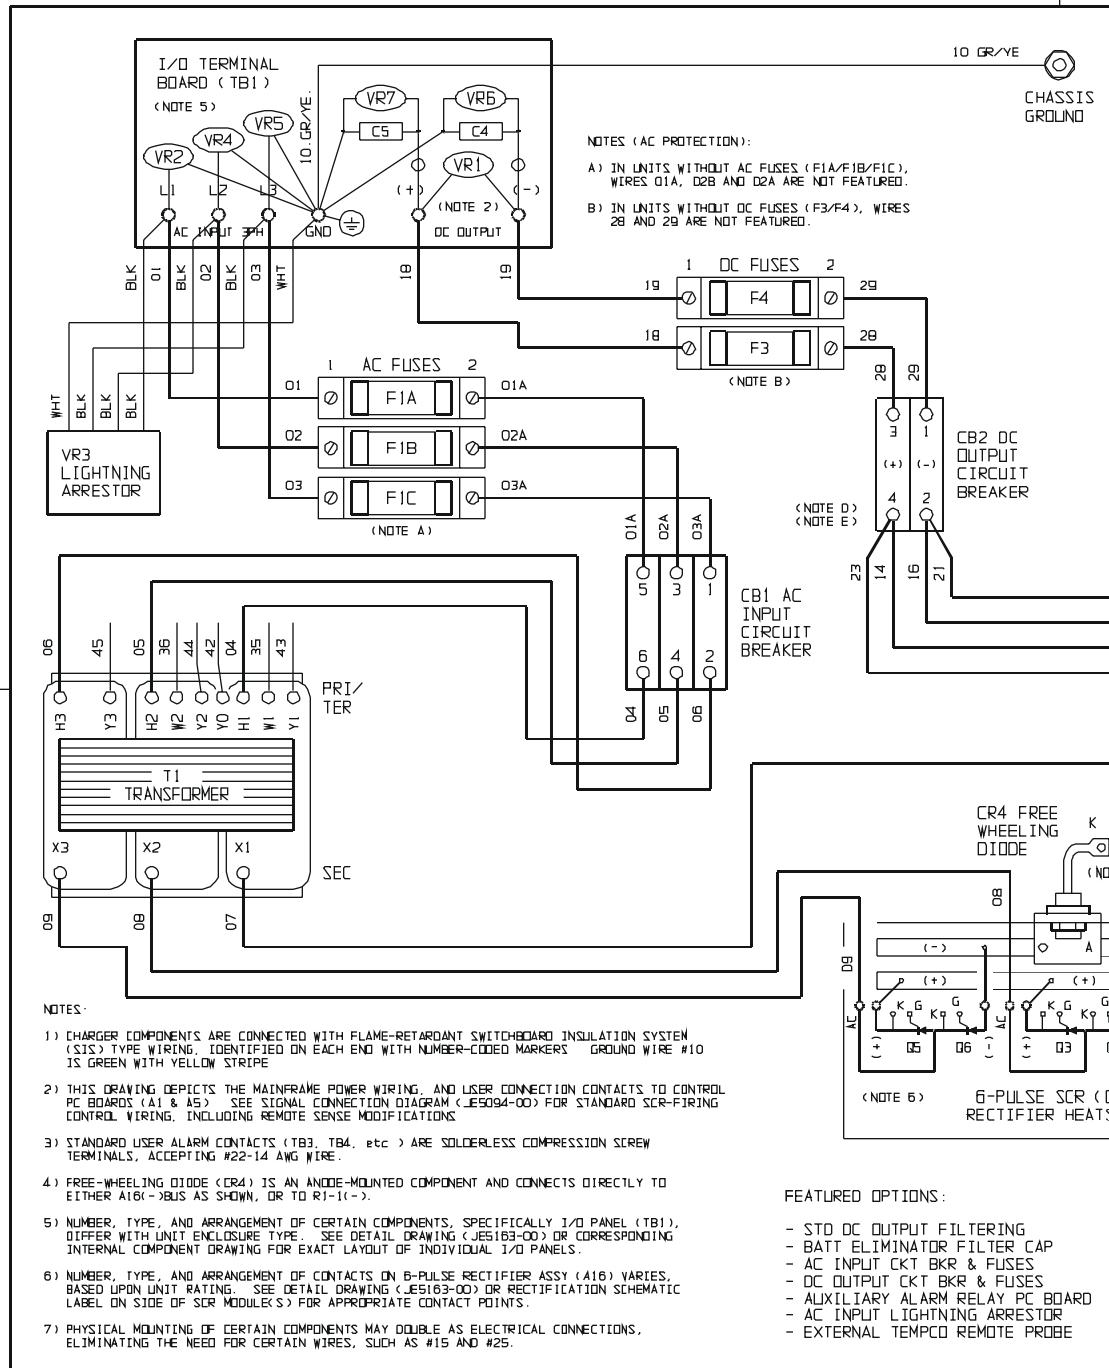 I/O TERMINAL
BOARD (TB1)
(NOTE 5)
10 GR/YE
CHASSIS
GROUND
10 GR/YE.
VR7
VR6
C5
C4
VR5
VR4
VR2
VR1
L1
L2
L3
(+)
(-)
(NOTE 2)
AC INPUT 3PH
GND
DC OUTPUT
NOTES (AC PROTECTION):
A) IN UNITS WITHOUT AC FUSES (F1A/F1B/F1C),
WIRES 01A, 02B AND 02A ARE NOT FEATURED.
B) IN UNITS WITHOUT DC FUSES (F3/F4), WIRES
28 AND 29 ARE NOT FEATURED.
BLK
01
BLK
02
BLK
03
WHT
18
19
1 DC FUSES 2
19 F4 29
18 F3 28
(NOTE B)
28
29
1 AC FUSES 2
01 F1A 01A
02 F1B 02A
03 F1C 03A
(NOTE A)
WHT
BLK
BLK
BLK
VR3
LIGHTNING
ARRESTOR
3 1
(+) (-)
4 2
CB2 DC
OUTPUT
CIRCUIT
BREAKER
(NOTE D)
(NOTE E)
23
14
16
21
01A
02A
03A
5 3 1
6 4 2
CB1 AC
INPUT
CIRCUIT
BREAKER
04
05
06
06
45
05
36
44
42
04
35
43
PRI/
TER
H3
Y3
H2
W2
Y2
Y0
H1
W1
Y1
T1
TRANSFORMER
X3 X2 X1
SEC
09
08
07
CR4 FREE
WHEELING
DIODE
K
A
08
09
(-)
(+) (+)
AC
K G
G
AC
K G
K
(+)
Q5
Q6
(-)
(+)
Q3
(NOTE 6)
6-PULSE SCR
RECTIFIER
NOTES:
1) CHARGER COMPONENTS ARE CONNECTED WITH FLAME-RETARDANT SWITCHBOARD INSULATION SYSTEM
(SIS) TYPE WIRING, IDENTIFIED ON EACH END WITH NUMBER-CODED MARKERS GROUND WIRE #10
IS GREEN WITH YELLOW STRIPE
2) THIS DRAWING DEPICTS THE MAINFRAME POWER WIRING, AND USER CONNECTION CONTACTS TO CONTROL
PC BOARDS (A1 & A5) SEE SIGNAL CONNECTION DIAGRAM (JE5094-00) FOR STANDARD SCR-FIRING
CONTROL WIRING, INCLUDING REMOTE SENSE MODIFICATIONS
3) STANDARD USER ALARM CONTACTS (TB3, TB4, etc ) ARE SOLDERLESS COMPRESSION SCREW
TERMINALS, ACCEPTING #22-14 AWG WIRE.
4) FREE-WHEELING DIODE (CR4) IS AN ANODE-MOUNTED COMPONENT AND CONNECTS DIRECTLY TO
EITHER A16(-)BUS AS SHOWN, OR TO R1-1(-).
5) NUMBER, TYPE, AND ARRANGEMENT OF CERTAIN COMPONENTS, SPECIFICALLY I/O PANEL (TB1),
DIFFER WITH UNIT ENCLOSURE TYPE. SEE DETAIL DRAWING (JE5163-00) OR CORRESPONDING
INTERNAL COMPONENT DRAWING FOR EXACT LAYOUT OF INDIVIDUAL I/O PANELS.
6) NUMBER, TYPE, AND ARRANGEMENT OF CONTACTS ON 6-PULSE RECTIFIER ASSY (A16) VARIES,
BASED UPON UNIT RATING. SEE DETAIL DRAWING (JE5163-00) OR RECTIFICATION SCHEMATIC
LABEL ON SIDE OF SCR MODULE(S) FOR APPROPRIATE CONTACT POINTS.
7) PHYSICAL MOUNTING OF CERTAIN COMPONENTS MAY DOUBLE AS ELECTRICAL CONNECTIONS,
ELIMINATING THE NEED FOR CERTAIN WIRES, SUCH AS #15 AND #25.
FEATURED OPTIONS:
- STD DC OUTPUT FILTERING
- BATT ELIMINATOR FILTER CAP
- AC INPUT CKT BKR & FUSES
- DC OUTPUT CKT BKR & FUSES
- AUXILIARY ALARM RELAY PC BOARD
- AC INPUT LIGHTNING ARRESTOR
- EXTERNAL TEMPCO REMOTE PROBE